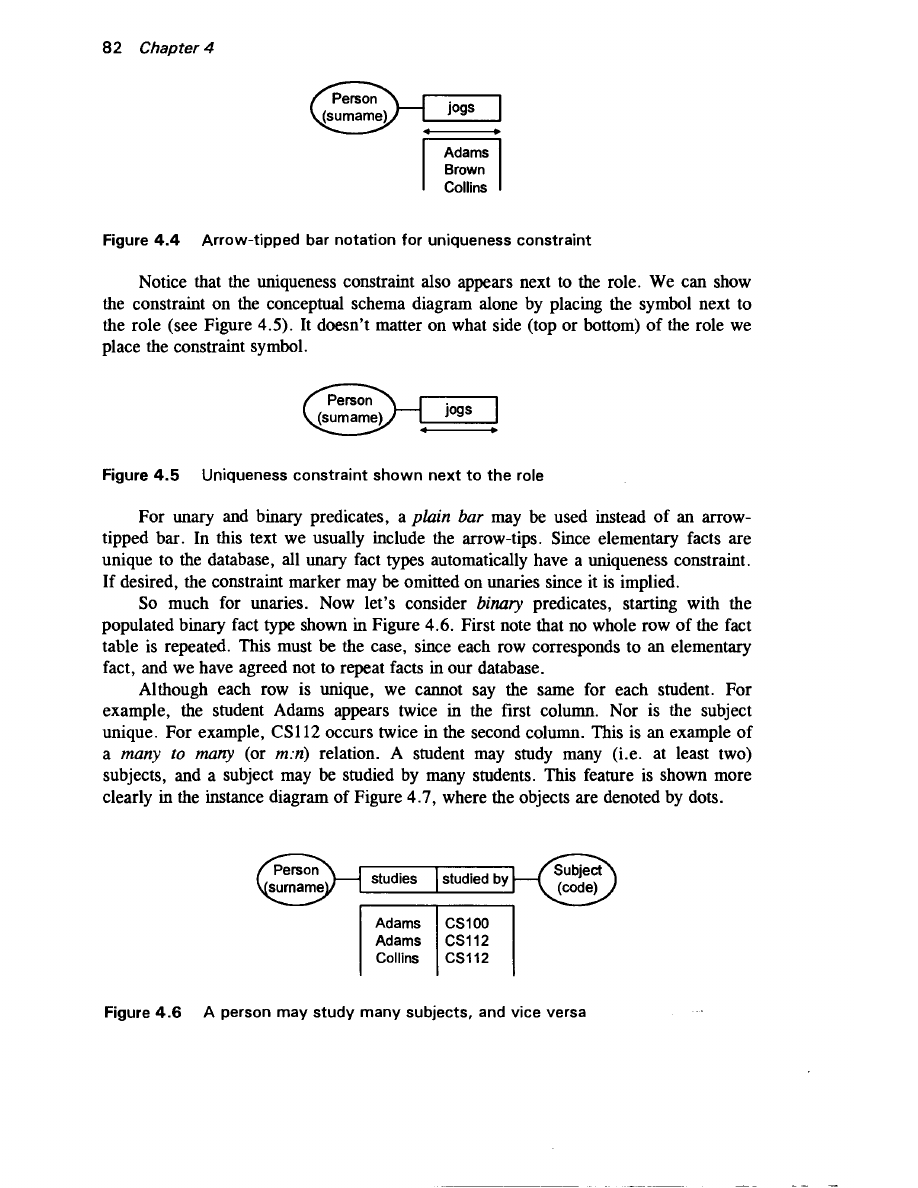 82 Chapter 4
Person
(surname)
jogs
Adams
Brown
Collins
Figure 4.4 Arrow-tipped bar notation for uniqueness constraint
Notice that the uniqueness constraint also appears next to the role. We can show
the constraint on the conceptual schema diagram alone by placing the symbol next to
the role (see Figure 4.5). It doesn't matter on what side (top or bottom) of the role we
place the constraint symbol.
Person
(surname)
jogs
Figure 4.5 Uniqueness constraint shown next to the role
For unary and binary predicates, a plain bar may be used instead of an arrow-
tipped bar. In this text we usually include the arrow-tips. Since elementary facts are
unique to the database, all unary fact types automatically have a uniqueness constraint.
If desired, the constraint marker may be omitted on unaries since it is implied.
So much for unaries. Now let's consider binary predicates, starting with the
populated binary fact type shown in Figure 4.6. First note that no whole row of the fact
table is repeated. This must be the case, since each row corresponds to an elementary
fact, and we have agreed not to repeat facts in our database.
Although each row is unique, we cannot say the same for each student. For
example, the student Adams appears twice in the first column. Nor is the subject
unique. For example, CS112 occurs twice in the second column. This is an example of
a many to many (or m:n) relation. A student may study many (i.e. at least two)
subjects, and a subject may be studied by many students. This feature is shown more
clearly in the instance diagram of Figure 4.7, where the objects are denoted by dots.
Person
(surname)
studies studied by
Subject
(code)
Adams CS100
Adams CS112
Collins CS112
Figure 4.6 A person may study many subjects, and vice versa